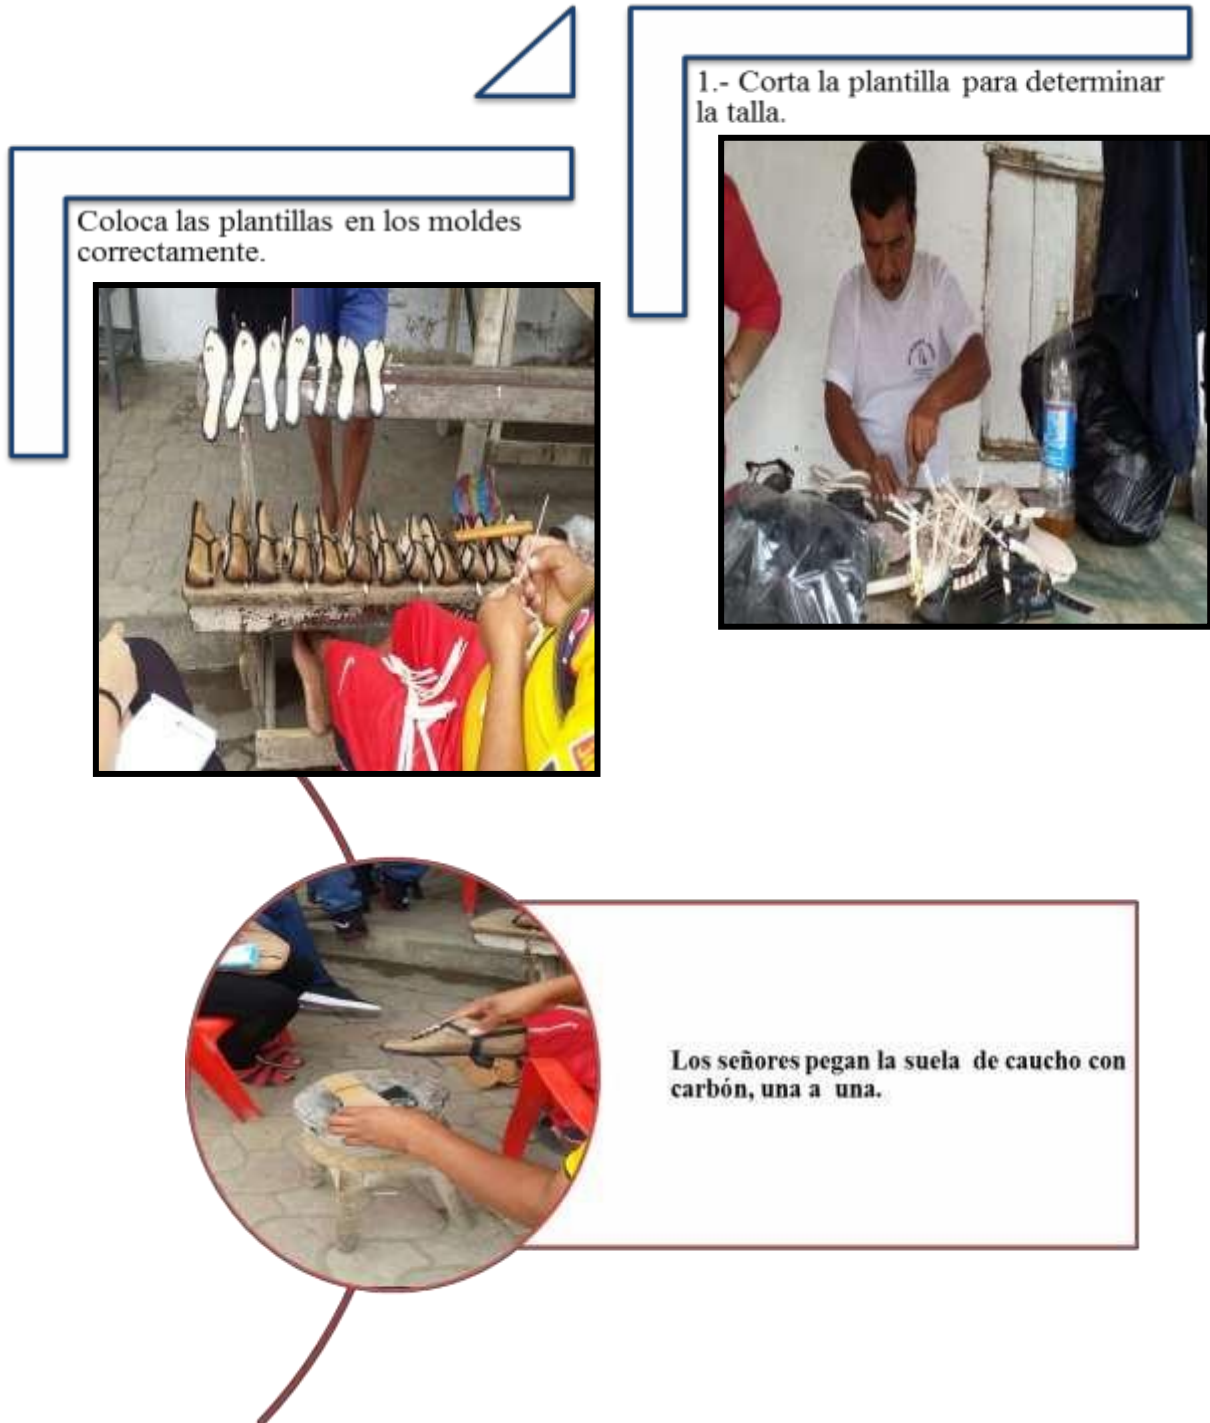 1.- Corta la plantilla para determinar
la talla.
Coloca las plantillas en los moldes
correctamente.
Los señores pegan la suela de caucho con
carbón, una a una.